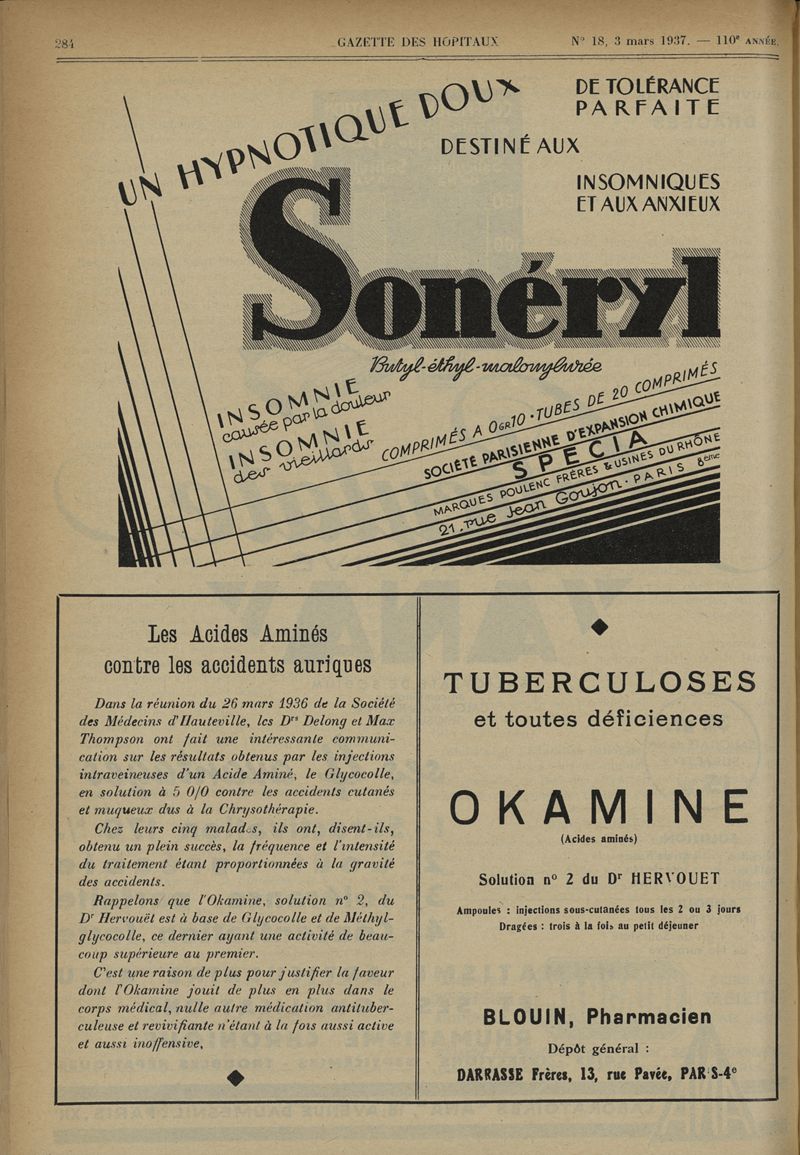 284
GAZETTE DES HOPITAUX
N° 18, 3 mars 1937. — 110e ANNÉE.
UN HYPNOTIQUE DOUX
DE TOLÉRANCE
PARFAITE
DESTINÉ AUX
INSOMNIQUES
ET AUX ANXIEUX
Sonéryl
Butyl-éthyl-malonylurée
INSOMNIE
causée par la douleur
INSOMNIE
des vieillards
COMPRIMÉS A 0GR10 · TUBES DE 20 COMPRIMÉS
SOCIÉTÉ PARISIENNE D'EXPANSION CHIMIQUE
SPECIA
MARQUES POULENC FRÈRES & USINES DU RHÔNE
21, rue Jean Goujon · PARIS 8ème
Les Acides Aminés
contre les accidents auriques
Dans la réunion du 26 mars 1936 de la Société
des Médecins d'Hauteville, les Drs Delong et Max
Thompson ont fait une intéressante communi-
cation sur les résultats obtenus par les injections
intraveineuses d'un Acide Aminé, le Glycocolle,
en solution à 5 0/0 contre les accidents cutanés
et muqueux dus à la Chrysothérapie.
Chez leurs cinq malades, ils ont, disent-ils,
obtenu un plein succès, la fréquence et l'intensité
du traitement étant proportionnées à la gravité
des accidents.
Rappelons que l'Okamine, solution n° 2, du
Dr Hervouët est à base de Glycocolle et de Méthyl-
glycocolle, ce dernier ayant une activité de beau-
coup supérieure au premier.
C'est une raison de plus pour justifier la faveur
dont l'Okamine jouit de plus en plus dans le
corps médical, nulle autre médication antituber-
culeuse et revivifiante n'étant à la fois aussi active
et aussi inoffensive,
TUBERCULOSES
et toutes déficiences
OKAMINE
(Acides aminés)
Solution n° 2 du Dr HERVOUET
Ampoules : injections sous-cutanées tous les 2 ou 3 jours
Dragées : trois à la fois au petit déjeuner
BLOUIN, Pharmacien
Dépôt général :
DARRASSE Frères, 13, rue Pavée, PARIS-4e